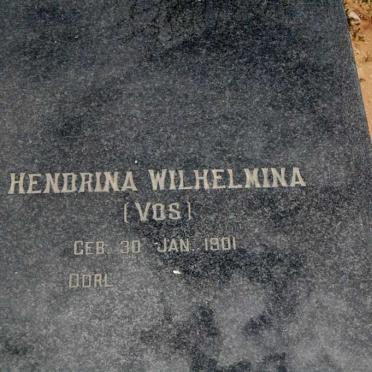 HENDRINA WILHELMINA
(VOS)
GEB. 30 JAN. 1901
OORL